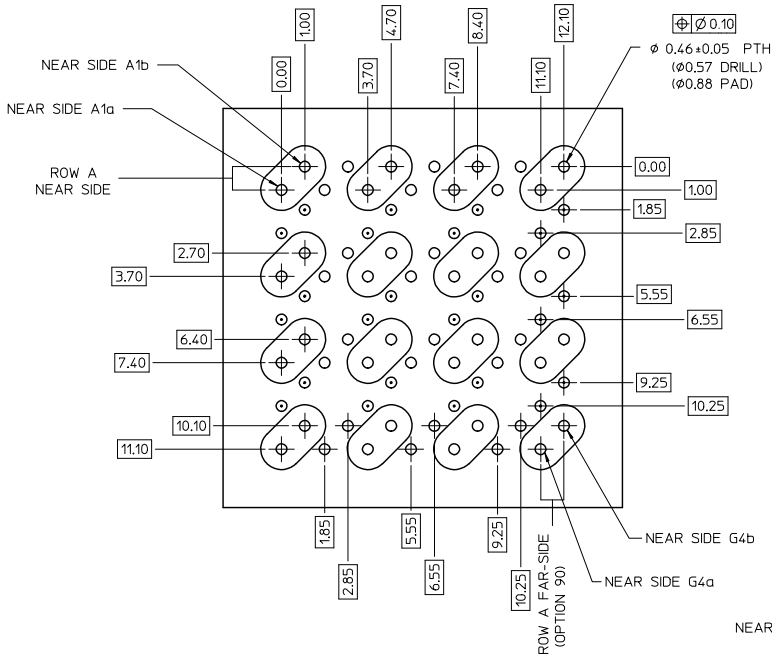 1.00
4.70
8.40
12.10
⌖ Ø 0.10
0.00
3.70
7.40
11.10
Ø 0.46±0.05 PTH
(Ø0.57 DRILL)
(Ø0.88 PAD)
NEAR SIDE A1b
NEAR SIDE A1a
ROW A
NEAR SIDE
0.00
1.00
1.85
2.85
2.70
3.70
5.55
6.55
6.40
7.40
9.25
10.25
10.10
11.10
1.85
2.85
5.55
6.55
9.25
10.25
ROW A FAR-SIDE
(OPTION 90)
NEAR SIDE G4b
NEAR SIDE G4a
NEAR